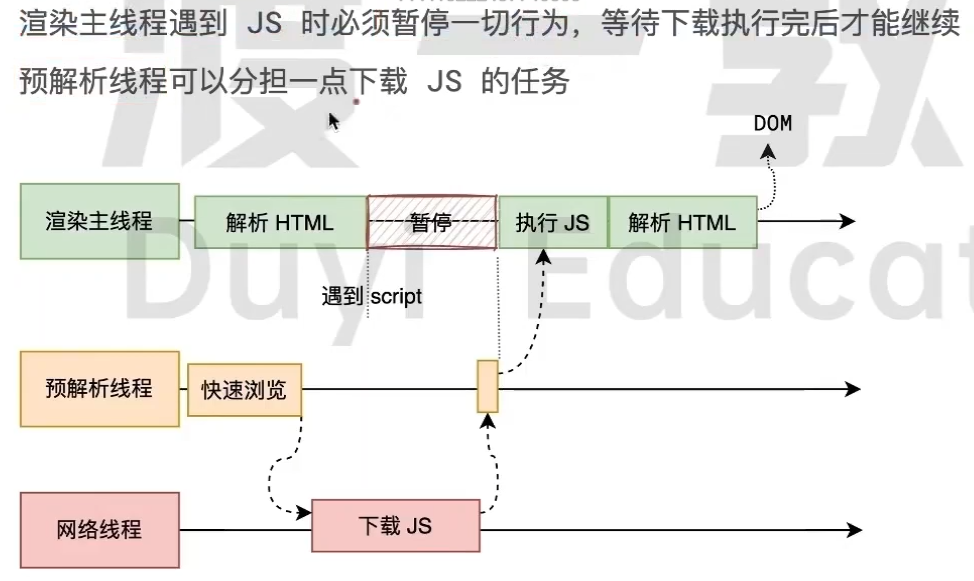 渲染主线程遇到 JS 时必须暂停一切行为，等待下载执行完后才能继续
预解析线程可以分担一点下载 JS 的任务
DOM
渲染主线程
解析 HTML
暂停
执行 JS
解析 HTML
遇到 script
预解析线程
快速浏览
网络线程
下载 JS
渡一教
Duyi Educat